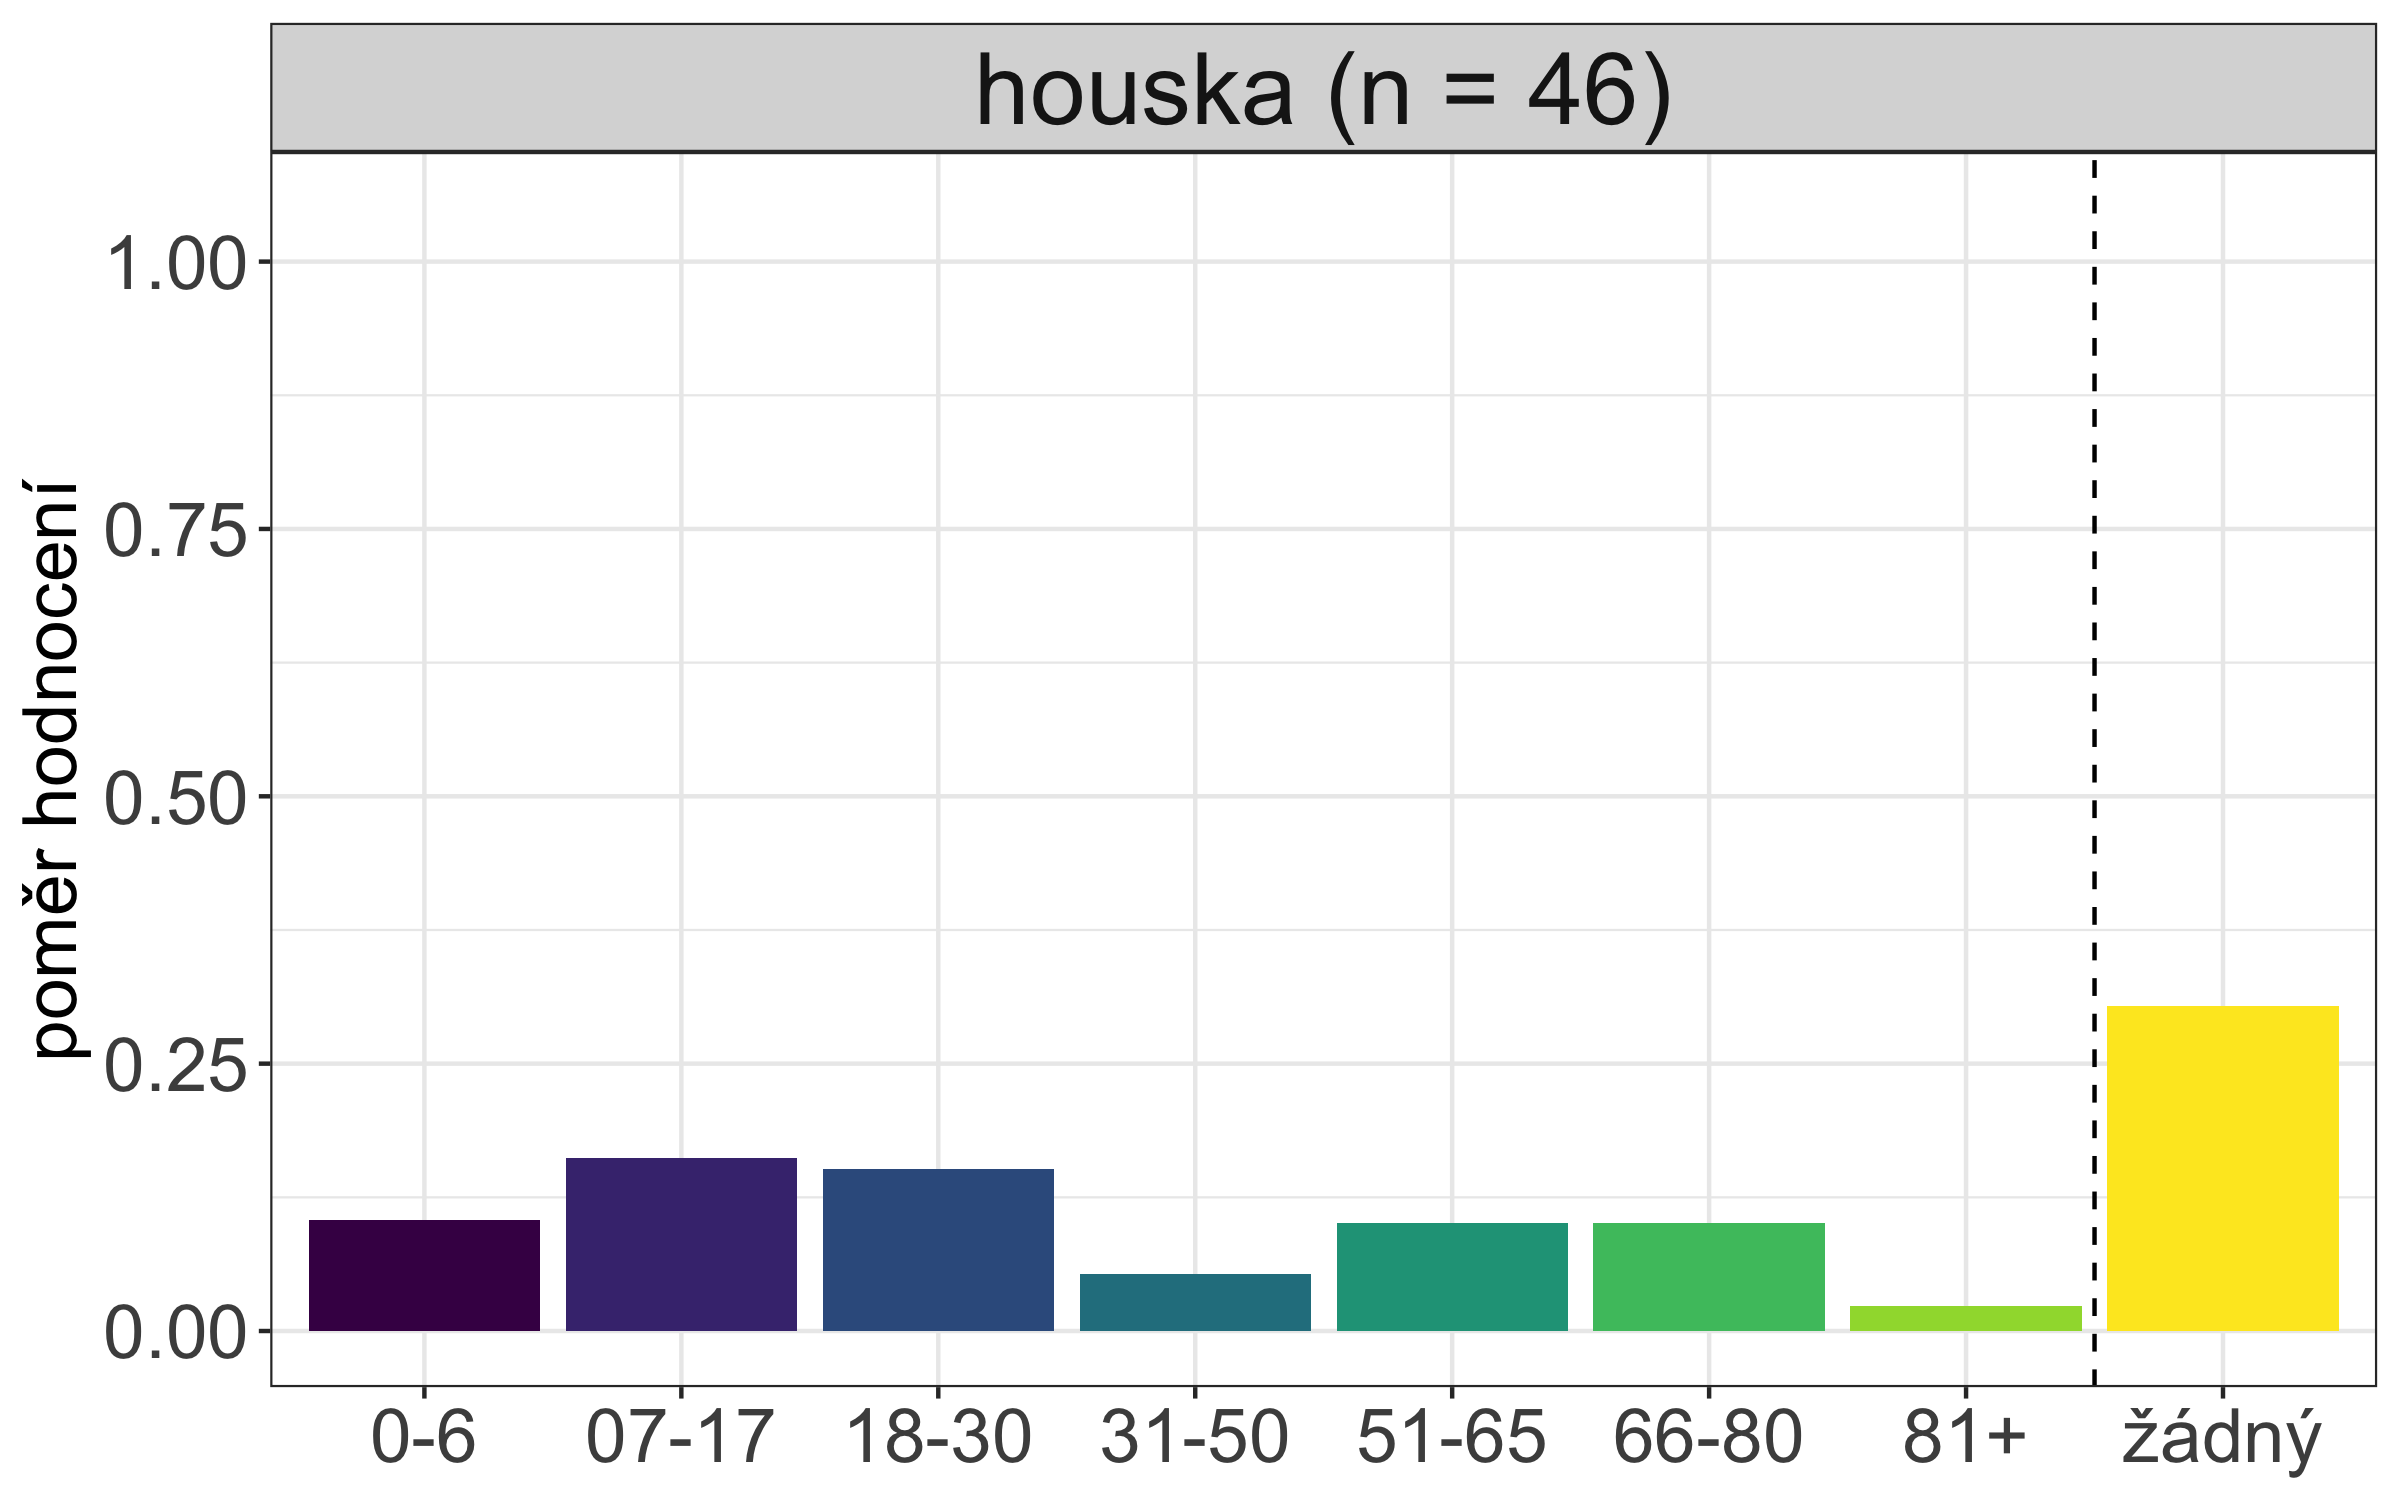 houska (n = 46)
poměr hodnocení
1.00
0.75
0.50
0.25
0.00
0-6 07-17 18-30 31-50 51-65 66-80 81+ žádný